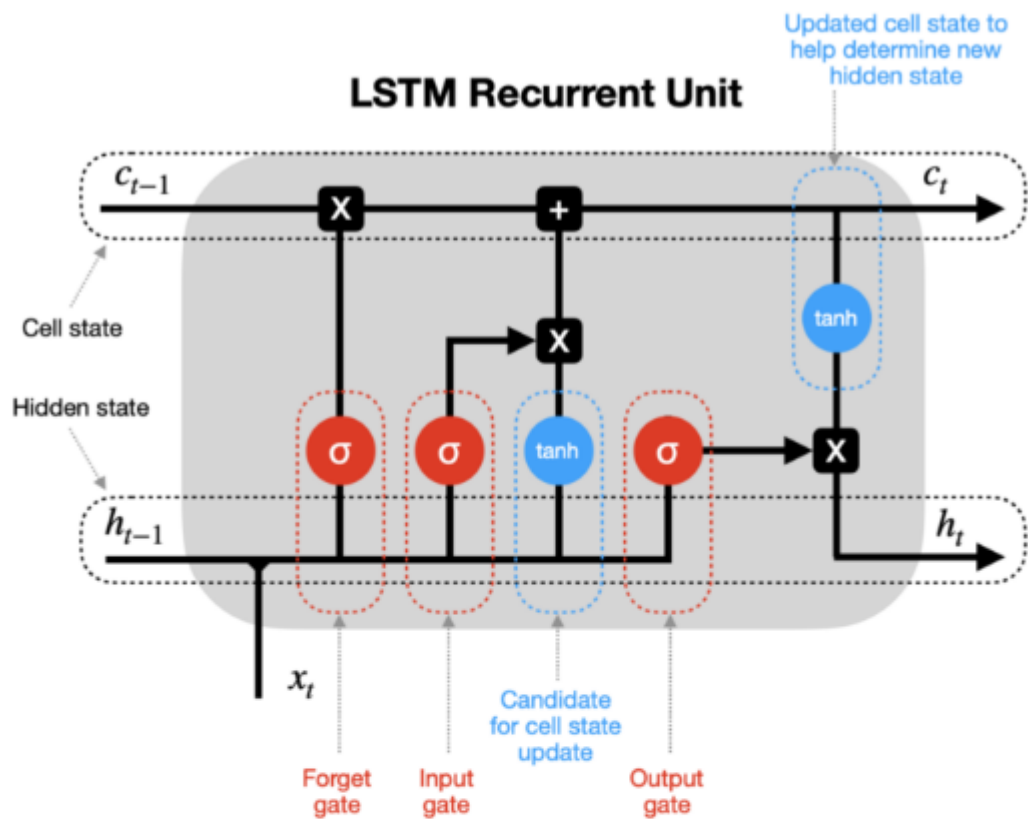 Updated cell state to
help determine new
hidden state
LSTM Recurrent Unit
c_{t-1}
c_t
X
+
Cell state
tanh
X
Hidden state
σ
σ
tanh
σ
X
h_{t-1}
h_t
x_t
Candidate
for cell state
update
Forget
gate
Input
gate
Output
gate